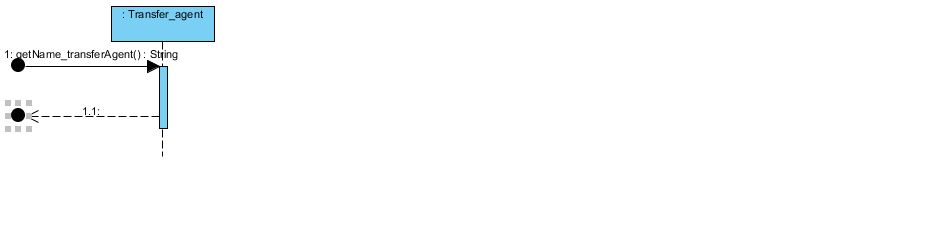 : Transfer_agent
1: getName_transferAgent() : String
1.1: